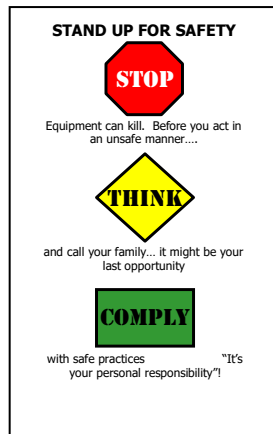 STAND UP FOR SAFETY
STOP
Equipment can kill. Before you act in
an unsafe manner....
THINK
and call your family... it might be your
last opportunity
COMPLY
with safe practices "It's
your personal responsibility"!